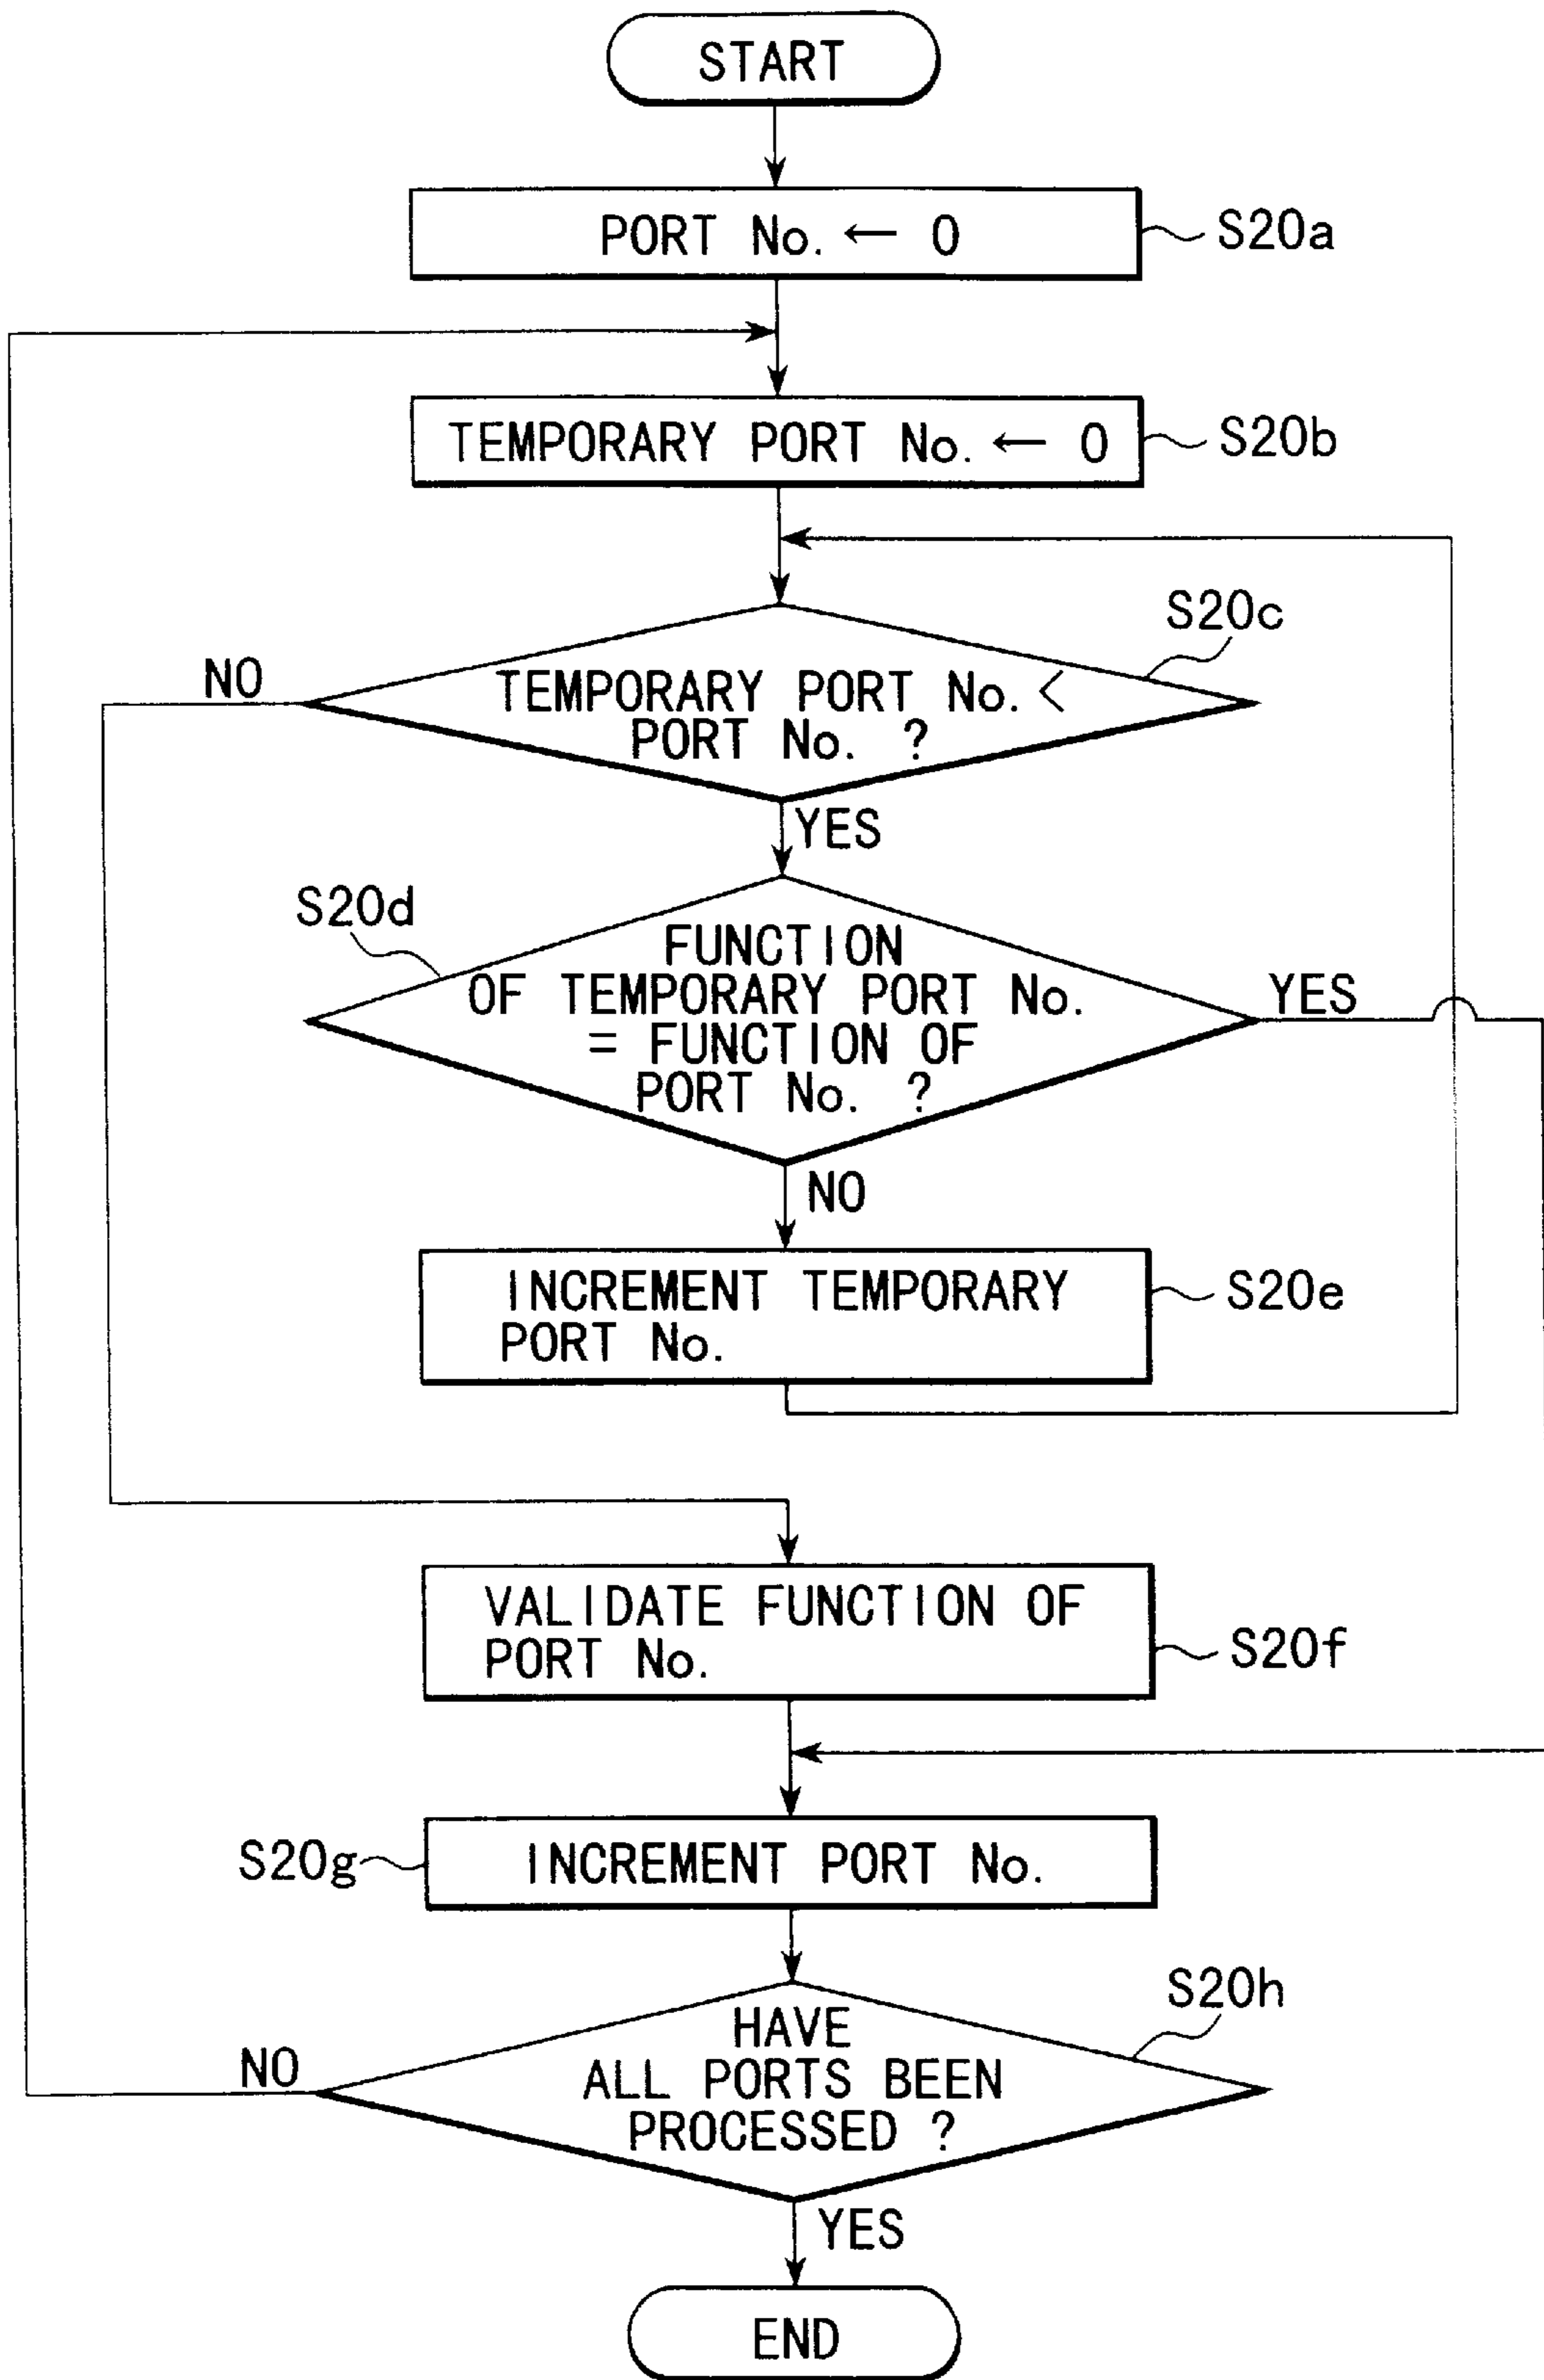 START
PORT No. ← 0
S20a
TEMPORARY PORT No. ← 0
S20b
S20c
NO
TEMPORARY PORT No. <
PORT No. ?
YES
S20d
FUNCTION
OF TEMPORARY PORT No.
= FUNCTION OF
PORT No. ?
YES
NO
INCREMENT TEMPORARY
PORT No.
S20e
VALIDATE FUNCTION OF
PORT No.
S20f
S20g
INCREMENT PORT No.
S20h
NO
HAVE
ALL PORTS BEEN
PROCESSED ?
YES
END